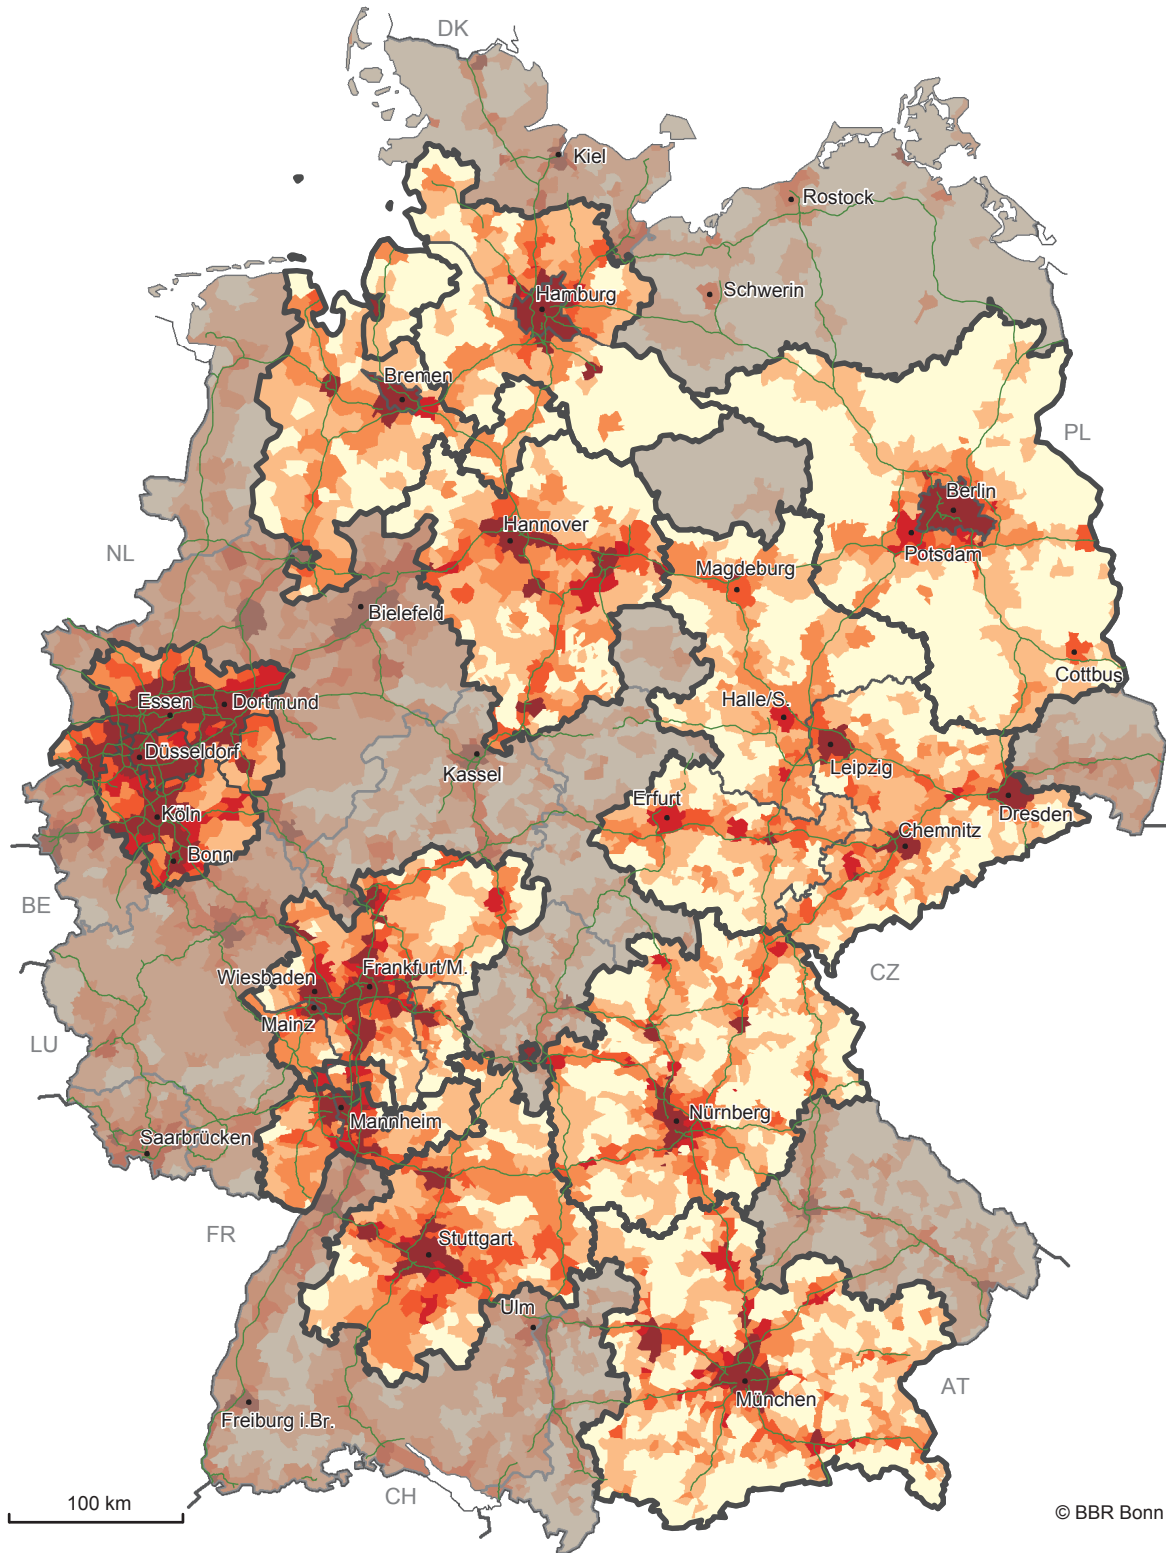 DK
Kiel
Rostock
Schwerin
Hamburg
Bremen
PL
Berlin
Hannover
Potsdam
NL
Magdeburg
Bielefeld
Cottbus
Essen
Dortmund
Halle/S.
Düsseldorf
Leipzig
Kassel
Erfurt
Köln
Dresden
Chemnitz
Bonn
BE
CZ
Wiesbaden
Frankfurt/M.
Mainz
LU
Nürnberg
Mannheim
Saarbrücken
FR
Stuttgart
Ulm
AT
München
Freiburg i.Br.
CH
100 km
© BBR Bonn